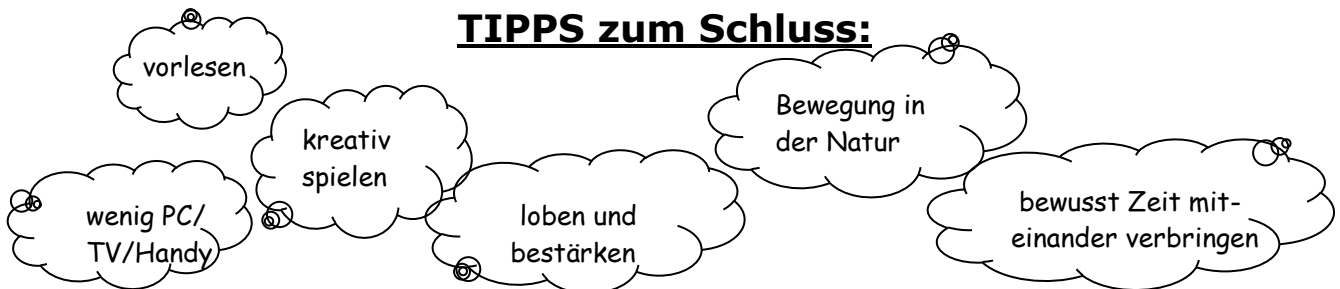 TIPPS zum Schluss:
vorlesen
kreativ
spielen
wenig PC/
TV/Handy
loben und
bestärken
Bewegung in
der Natur
bewusst Zeit mit-
einander verbringen